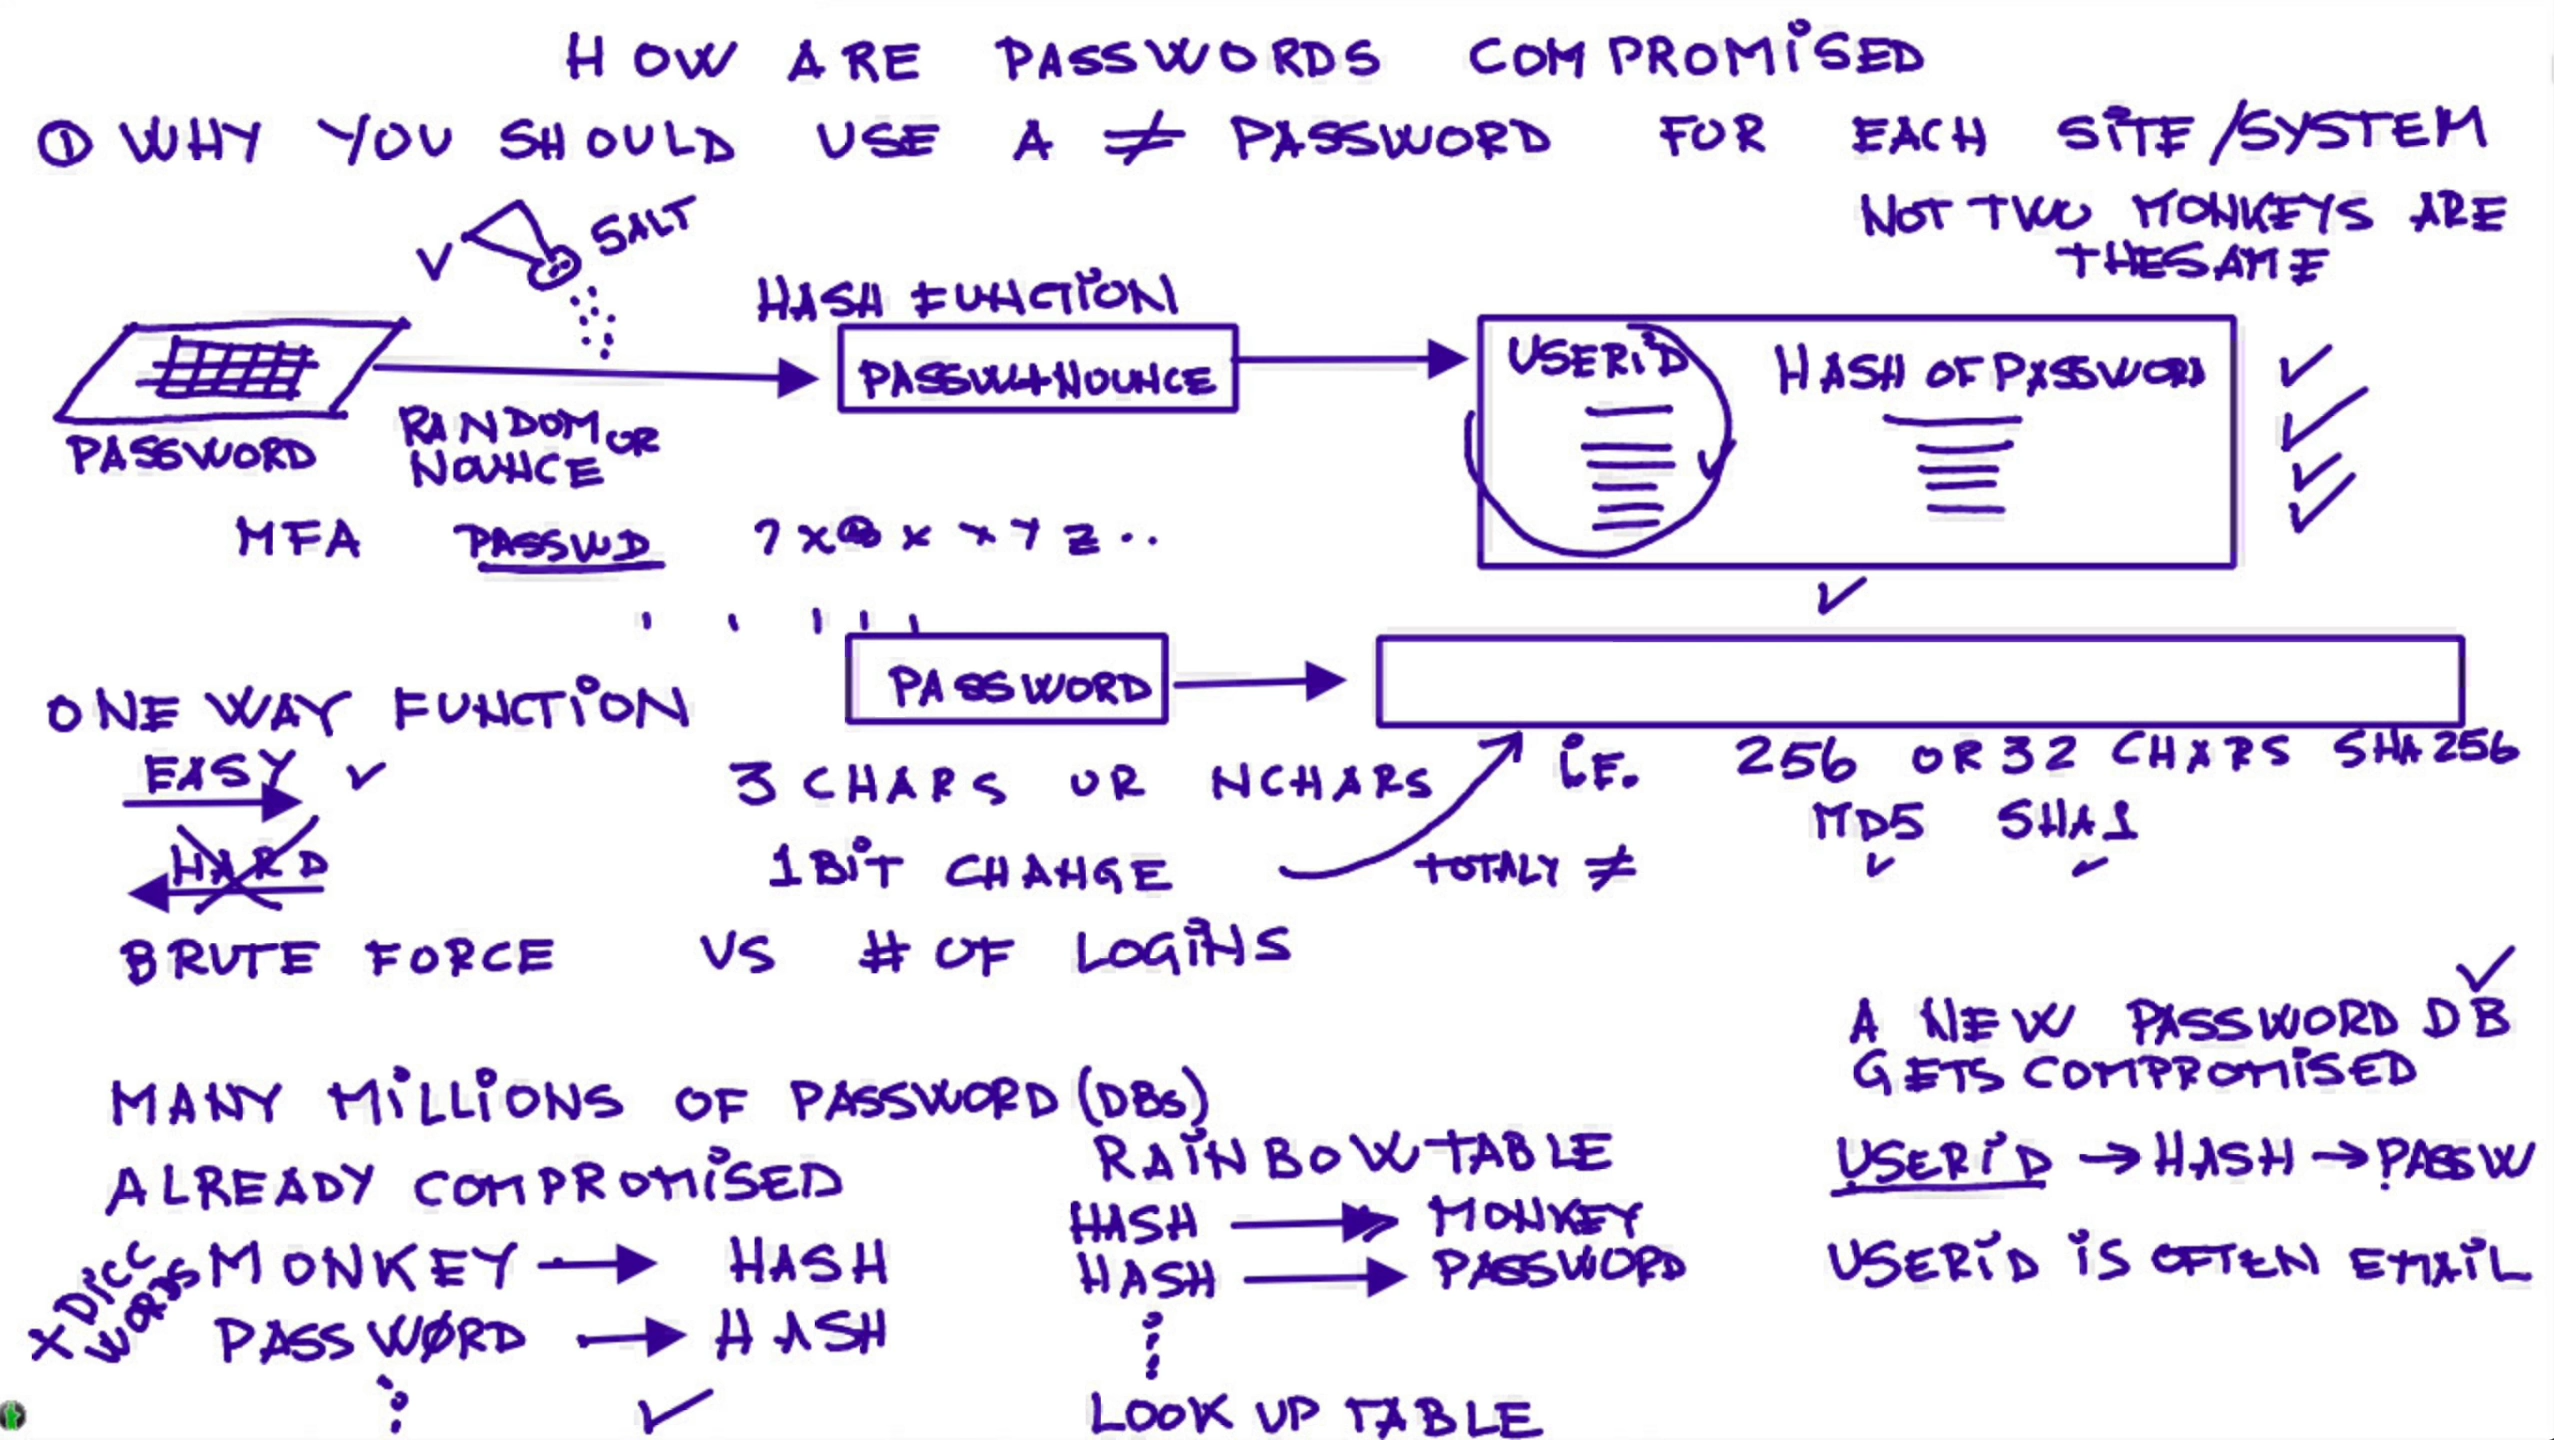 HOW ARE PASSWORDS COMPROMISED
① WHY YOU SHOULD USE A ≠ PASSWORD FOR EACH SITE/SYSTEM
NOT TWO MONKEYS ARE
THE SAME
SALT
HASH FUNCTION
PASSW+NOUNCE
USERID
HASH OF PASSWORD
PASSWORD
RANDOM OR
NOUNCE
MFA PASSWD
PASSWORD
ONE WAY FUNCTION
EASY
HARD
3 CHARS OR NCHARS
i.E. 256 OR 32 CHARS SHA256
MD5 SHA1
1 BIT CHANGE
TOTALY ≠
BRUTE FORCE VS # OF LOGINS
A NEW PASSWORD DB
GETS COMPROMISED
USERID → HASH → PASSW
USERID IS OFTEN EMAIL
MANY MILLIONS OF PASSWORD (DBs)
ALREADY COMPROMISED
X DICC
WORDS
MONKEY → HASH
PASSWØRD → HASH
RAINBOW TABLE
HASH → MONKEY
HASH → PASSWORD
LOOK UP TABLE